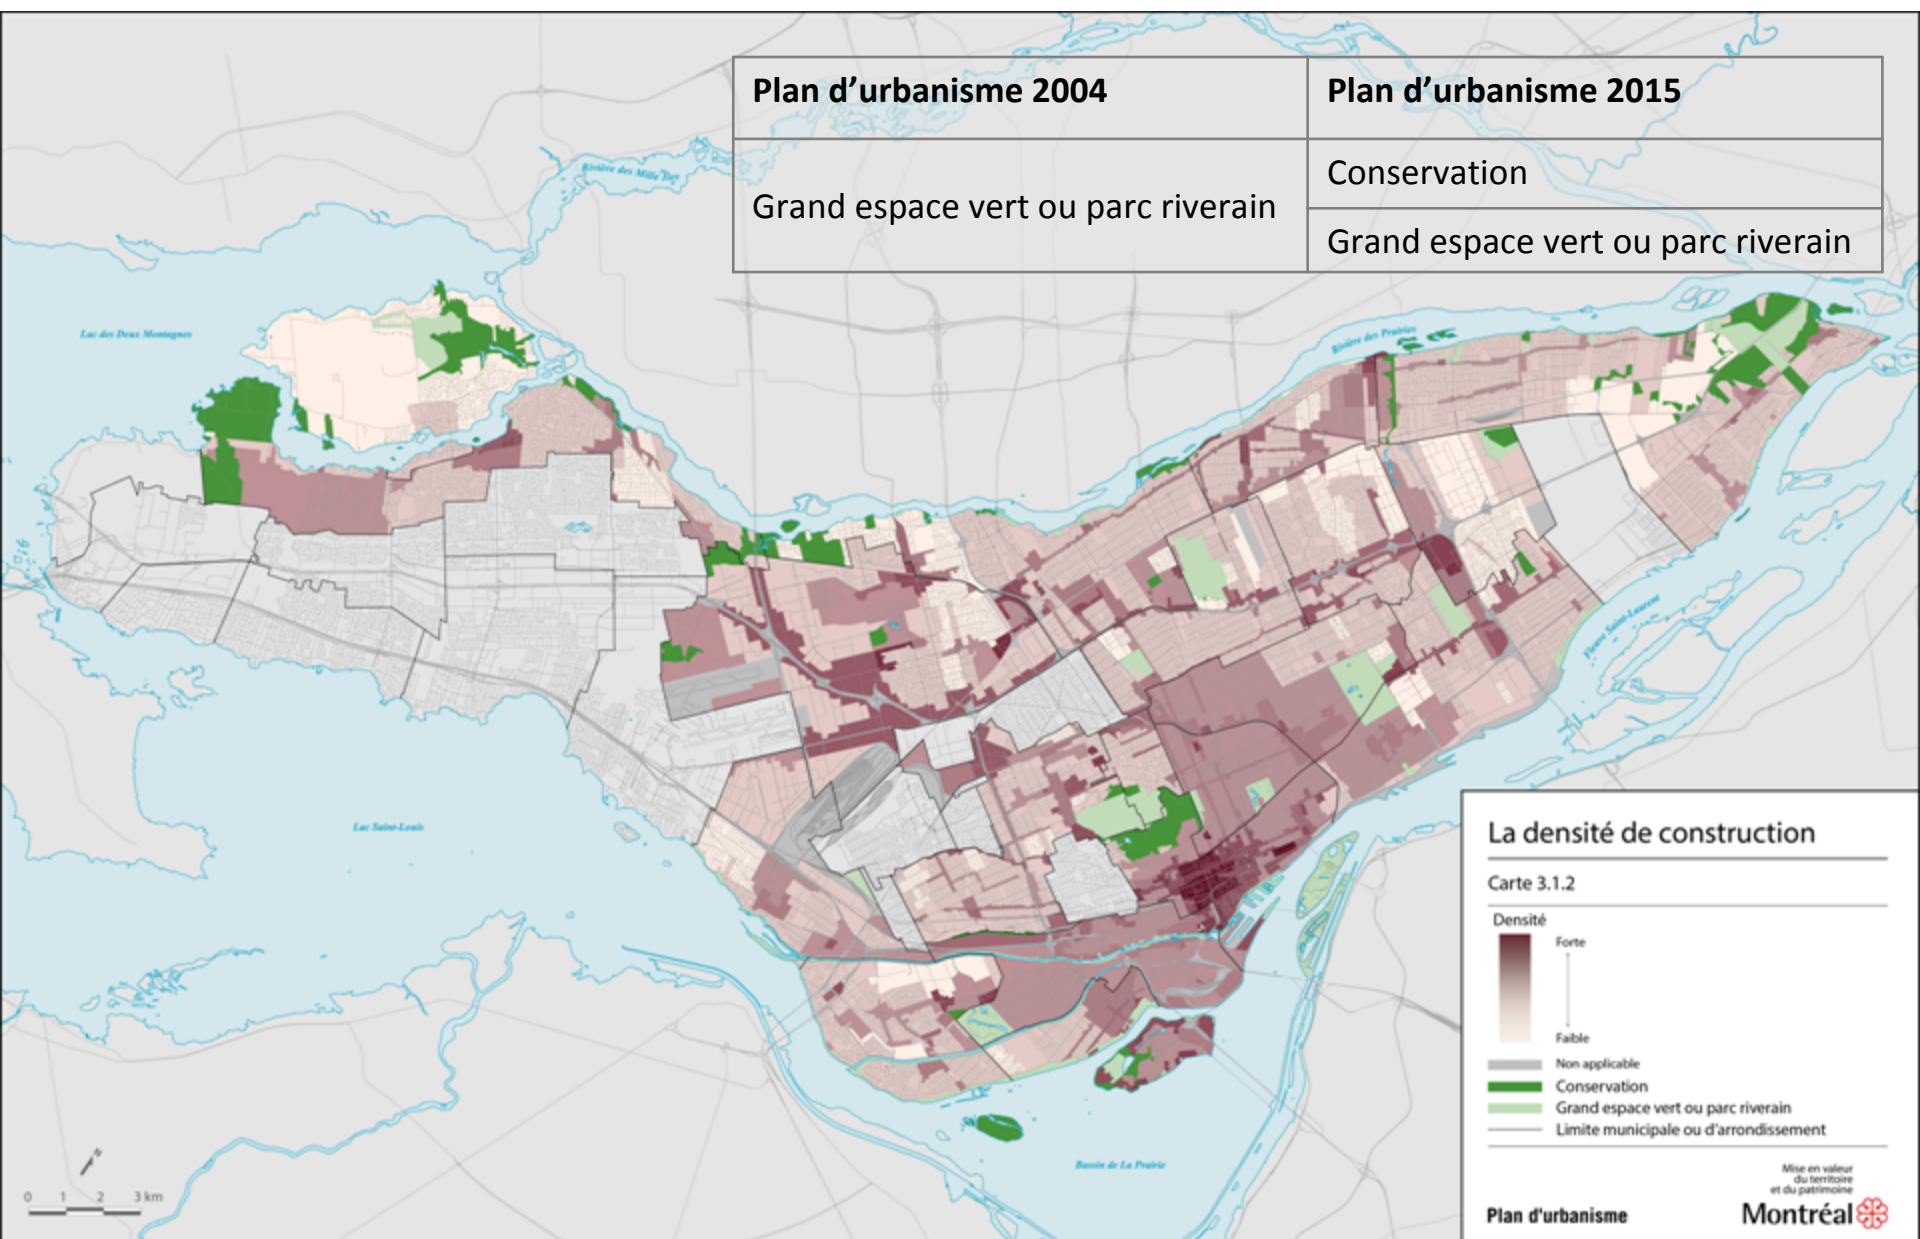 Plan d’urbanisme 2004
Plan d’urbanisme 2015
Grand espace vert ou parc riverain
Conservation
Grand espace vert ou parc riverain
Rivière des Mille Îles
Lac des Deux Montagnes
Rivière des Prairies
Fleuve Saint-Laurent
Lac Saint-Louis
Bassin de La Prairie
N
0 1 2 3 km
La densité de construction
Carte 3.1.2
Densité
Forte
Faible
Non applicable
Conservation
Grand espace vert ou parc riverain
Limite municipale ou d'arrondissement
Mise en valeur
du territoire
et du patrimoine
Plan d'urbanisme
Montréal